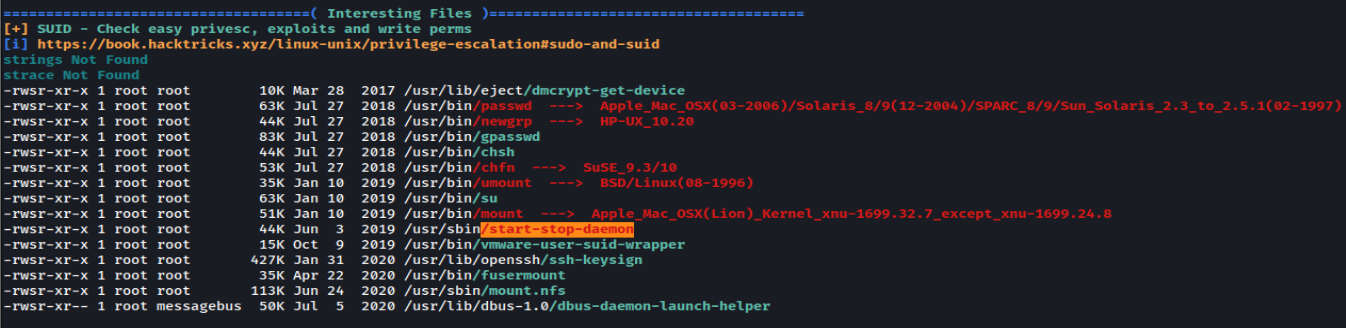 ===================================( Interesting Files )====================================
[+] SUID - Check easy privesc, exploits and write perms
[i] https://book.hacktricks.xyz/linux-unix/privilege-escalation#sudo-and-suid
strings Not Found
strace Not Found
-rwsr-xr-x 1 root root        10K Mar 28  2017 /usr/lib/eject/dmcrypt-get-device
-rwsr-xr-x 1 root root        63K Jul 27  2018 /usr/bin/passwd  --->  Apple_Mac_OSX(03-2006)/Solaris_8/9(12-2004)/SPARC_8/9/Sun_Solaris_2.3_to_2.5.1(02-1997)
-rwsr-xr-x 1 root root        44K Jul 27  2018 /usr/bin/newgrp  --->  HP-UX_10.20
-rwsr-xr-x 1 root root        83K Jul 27  2018 /usr/bin/gpasswd
-rwsr-xr-x 1 root root        44K Jul 27  2018 /usr/bin/chsh
-rwsr-xr-x 1 root root        53K Jul 27  2018 /usr/bin/chfn  --->  SuSE_9.3/10
-rwsr-xr-x 1 root root        35K Jan 10  2019 /usr/bin/umount  --->  BSD/Linux(08-1996)
-rwsr-xr-x 1 root root        63K Jan 10  2019 /usr/bin/su
-rwsr-xr-x 1 root root        51K Jan 10  2019 /usr/bin/mount  --->  Apple_Mac_OSX(Lion)_Kernel_xnu-1699.32.7_except_xnu-1699.24.8
-rwsr-xr-x 1 root root        44K Jun  3  2019 /usr/sbin/start-stop-daemon
-rwsr-xr-x 1 root root        15K Oct  9  2019 /usr/bin/vmware-user-suid-wrapper
-rwsr-xr-x 1 root root       427K Jan 31  2020 /usr/lib/openssh/ssh-keysign
-rwsr-xr-x 1 root root        35K Apr 22  2020 /usr/bin/fusermount
-rwsr-xr-x 1 root root       113K Jun 24  2020 /usr/sbin/mount.nfs
-rwsr-xr-- 1 root messagebus  50K Jul  5  2020 /usr/lib/dbus-1.0/dbus-daemon-launch-helper